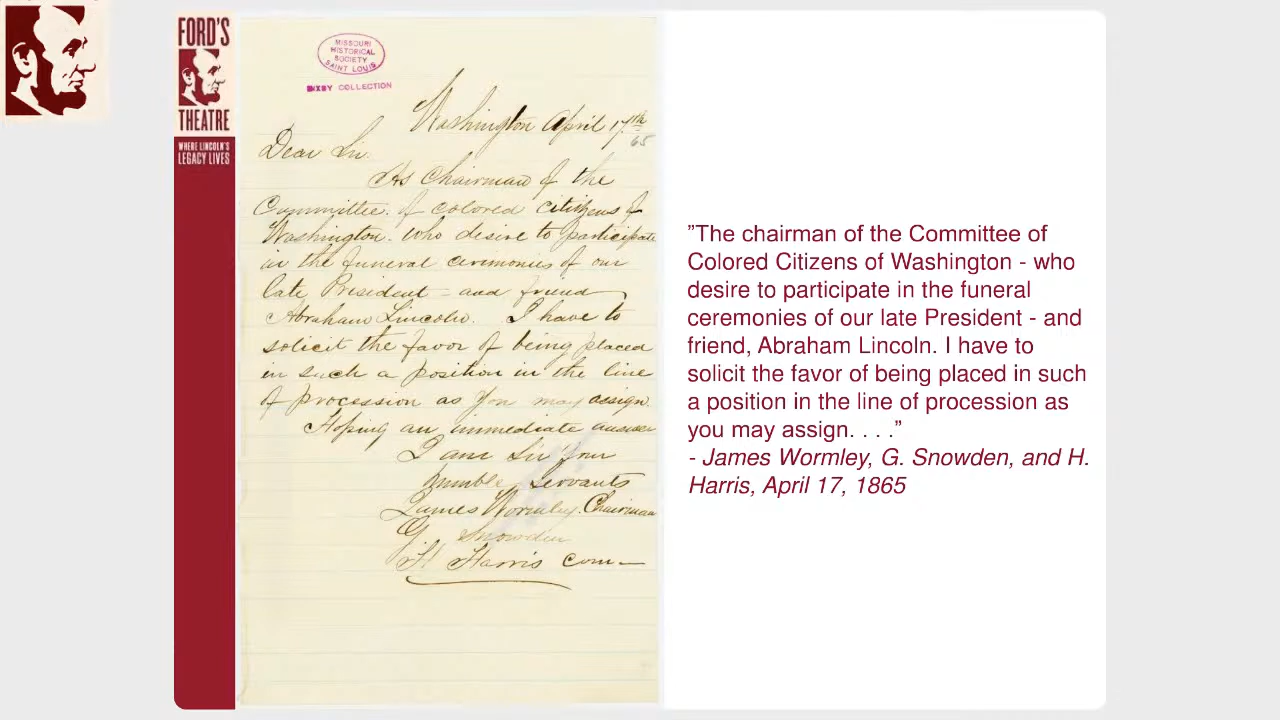 FORD'S
THEATRE
WHERE LINCOLN'S
LEGACY LIVES
MISSOURI
HISTORICAL
SOCIETY
SAINT LOUIS
BIXBY COLLECTION
Washington April 17th
65
Dear Sir.
As Chairman of the
Committee. of colored citizens of
Washington. who desire to participate
in the funeral ceremonies of our
late President - and friend
Abraham Lincoln. I have to
solicit the favor of being placed
in such a position in the line
of procession as you may assign.
Hoping an immediate answer
I am Sir Your
humble Servants
James Wormley. Chairman
G. Snowden
H Harris com-
”The chairman of the Committee of
Colored Citizens of Washington - who
desire to participate in the funeral
ceremonies of our late President - and
friend, Abraham Lincoln. I have to
solicit the favor of being placed in such
a position in the line of procession as
you may assign. . . .”
- James Wormley, G. Snowden, and H.
Harris, April 17, 1865